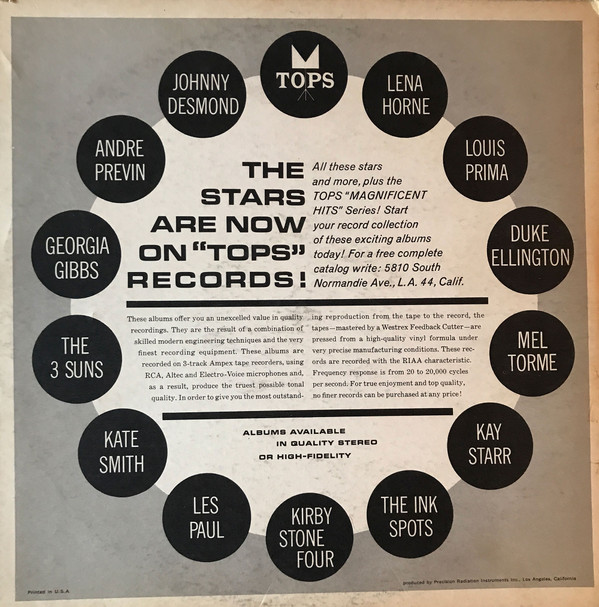 TOPS
LENA
HORNE
LOUIS
PRIMA
DUKE
ELLINGTON
MEL
TORME
KAY
STARR
THE INK
SPOTS
KIRBY
STONE
FOUR
LES
PAUL
KATE
SMITH
THE
3 SUNS
GEORGIA
GIBBS
ANDRE
PREVIN
JOHNNY
DESMOND
THE
STARS
ARE NOW
ON "TOPS"
RECORDS!
All these stars
and more, plus the
TOPS "MAGNIFICENT
HITS" Series! Start
your record collection
of these exciting albums
today! For a free complete
catalog write: 5810 South
Normandie Ave., L.A. 44, Calif.
These albums offer you an unexcelled value in quality
recordings. They are the result of a combination of
skilled modern engineering techniques and the very
finest recording equipment. These albums are
recorded on 3-track Ampex tape recorders, using
RCA, Altec and Electro-Voice microphones and,
as a result, produce the truest possible tonal
quality. In order to give you the most outstand-
ing reproduction from the tape to the record, the
tapes—mastered by a Westrex Feedback Cutter—are
pressed from a high-quality vinyl formula under
very precise manufacturing conditions. These rec-
ords are recorded with the RIAA characteristic.
Frequency response is from 20 to 20,000 cycles
per second. For true enjoyment and top quality,
no finer records can be purchased at any price!
ALBUMS AVAILABLE
IN QUALITY STEREO
OR HIGH-FIDELITY
Printed in U.S.A
produced by Precision Radiation Instruments Inc., Los Angeles, California